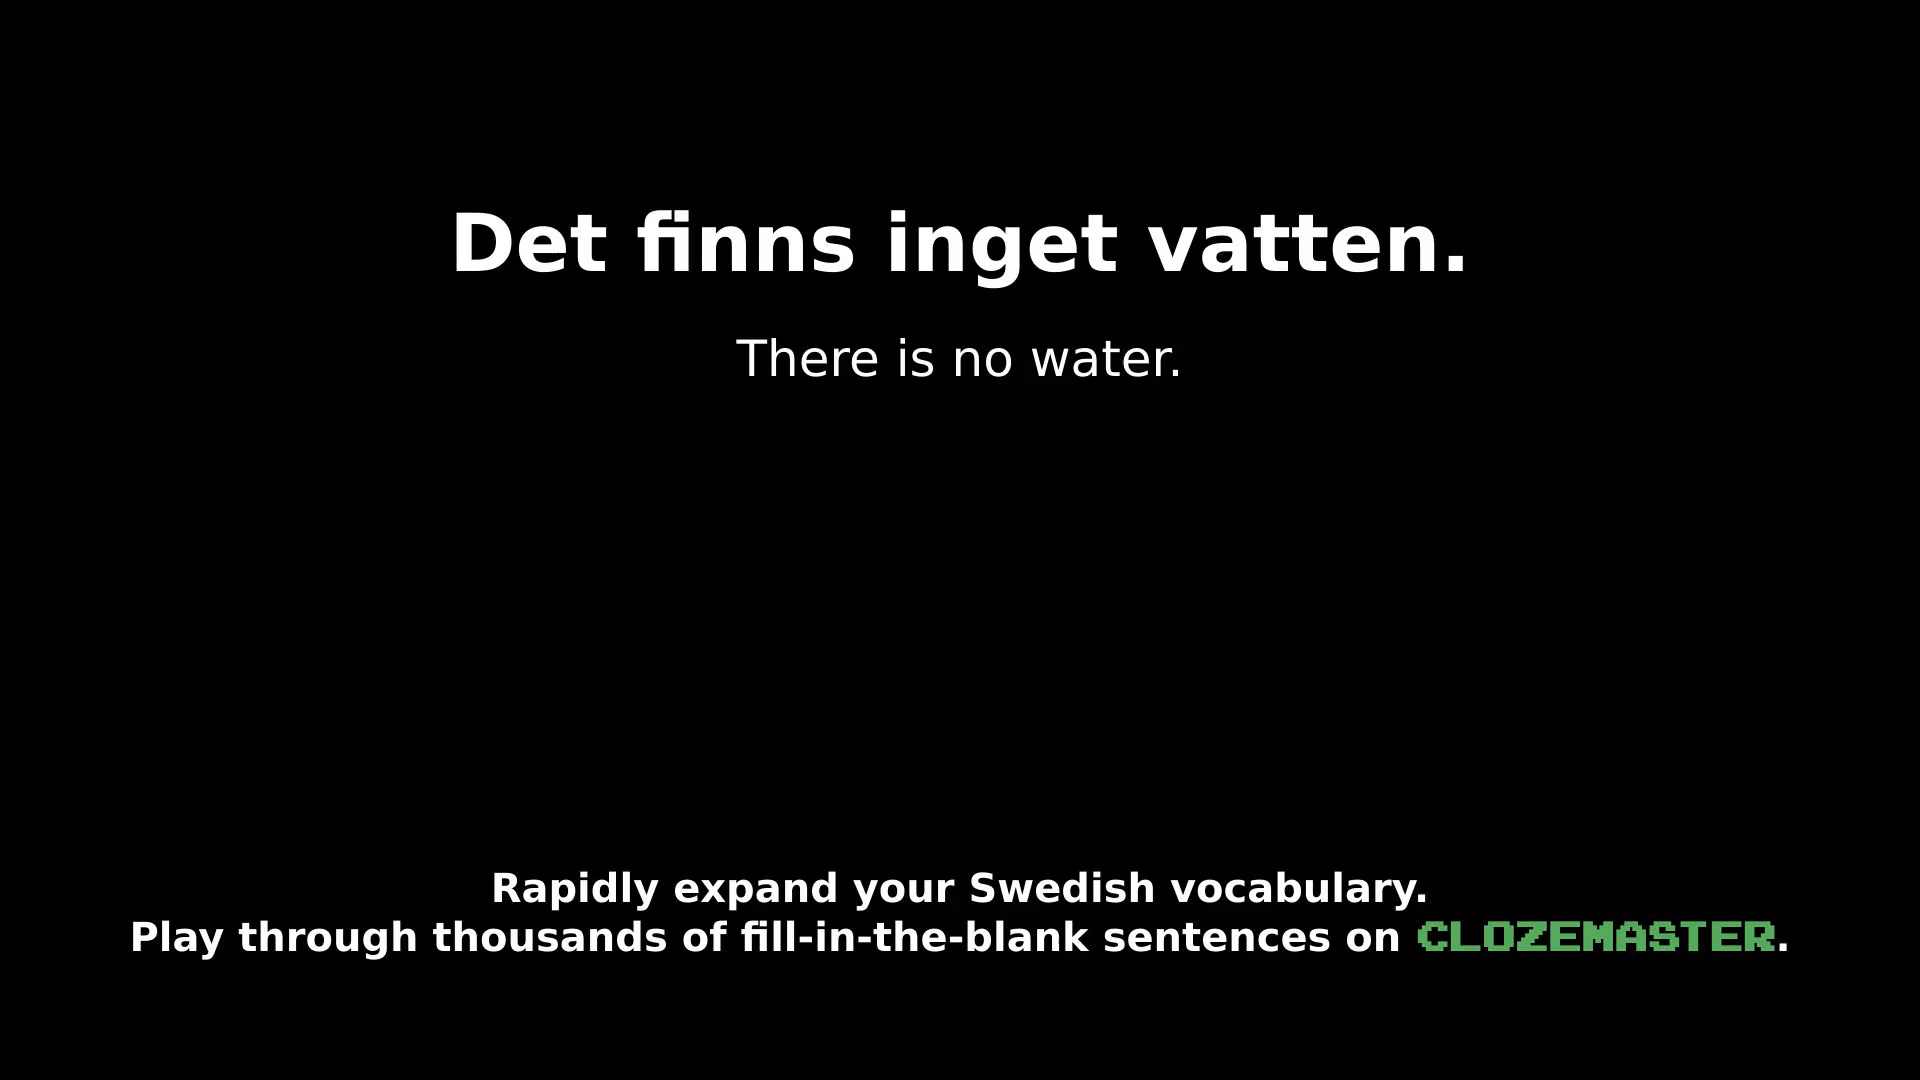 Det finns inget vatten.
There is no water.
Rapidly expand your Swedish vocabulary.
Play through thousands of fill-in-the-blank sentences on CLOZEMASTER.